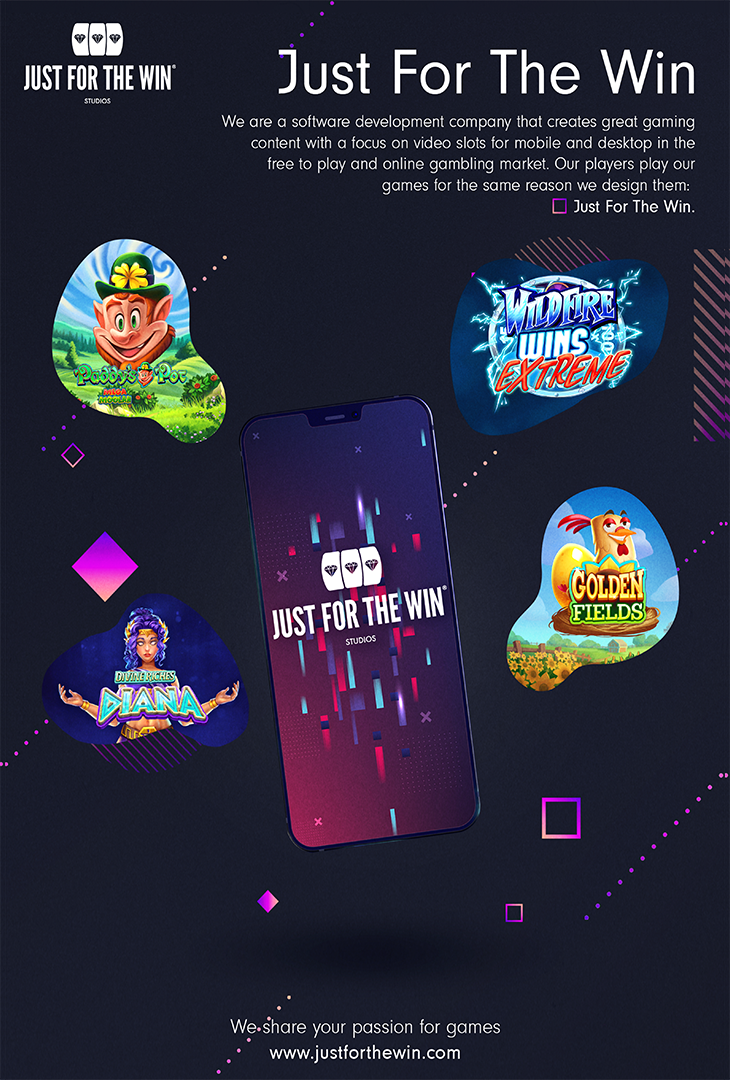 JUST FOR THE WIN®
STUDIOS
Just For The Win
We are a software development company that creates great gaming
content with a focus on video slots for mobile and desktop in the
free to play and online gambling market. Our players play our
games for the same reason we design them:
Just For The Win.
Paddy's Pot
MEGA MOOLAH
WILDFIRE
WINS
EXTREME
JUST FOR THE WIN®
STUDIOS
GOLDEN
FIELDS
DIVINE RICHES
DIANA
We share your passion for games
www.justforthewin.com